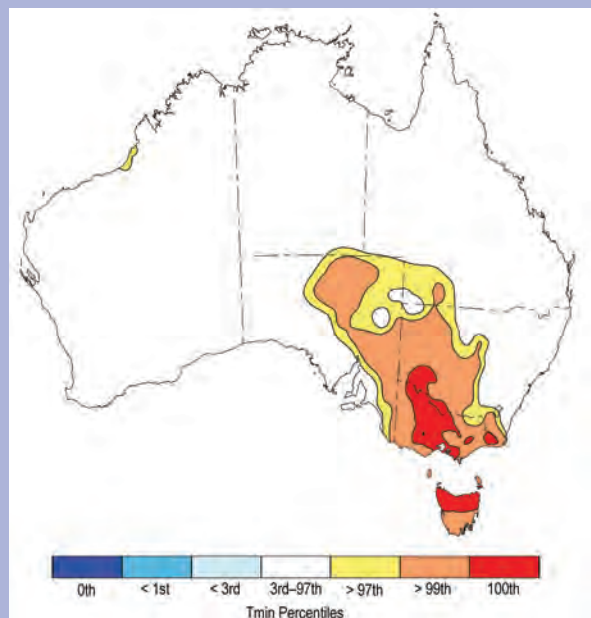 0th < 1st < 3rd 3rd–97th > 97th > 99th 100th
Tmin Percentiles